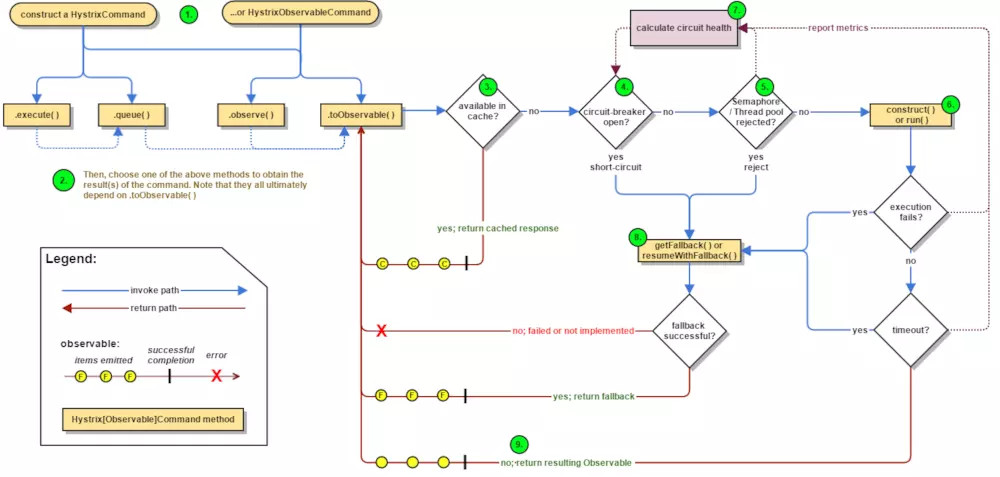 construct a HystrixCommand
1.
...or HystrixObservableCommand
7.
calculate circuit health
report metrics
.execute( )
.queue( )
.observe( )
.toObservable( )
3.
available in
cache?
no
4.
circuit-breaker
open?
no
5.
Semaphore
/ Thread pool
rejected?
no
6.
construct( )
or run( )
yes
short-circuit
yes
reject
2.
Then, choose one of the above methods to obtain the
result(s) of the command. Note that they all ultimately
depend on .toObservable( )
yes
execution
fails?
yes; return cached response
8.
getFallback( ) or
resumeWithFallback( )
no
C C C
Legend:
invoke path
return path
observable:
items emitted
successful
completion
error
F F F
Hystrix[Observable]Command method
X
X
no; failed or not implemented
fallback
successful?
yes
timeout?
F F F
yes; return fallback
9.
no; return resulting Observable